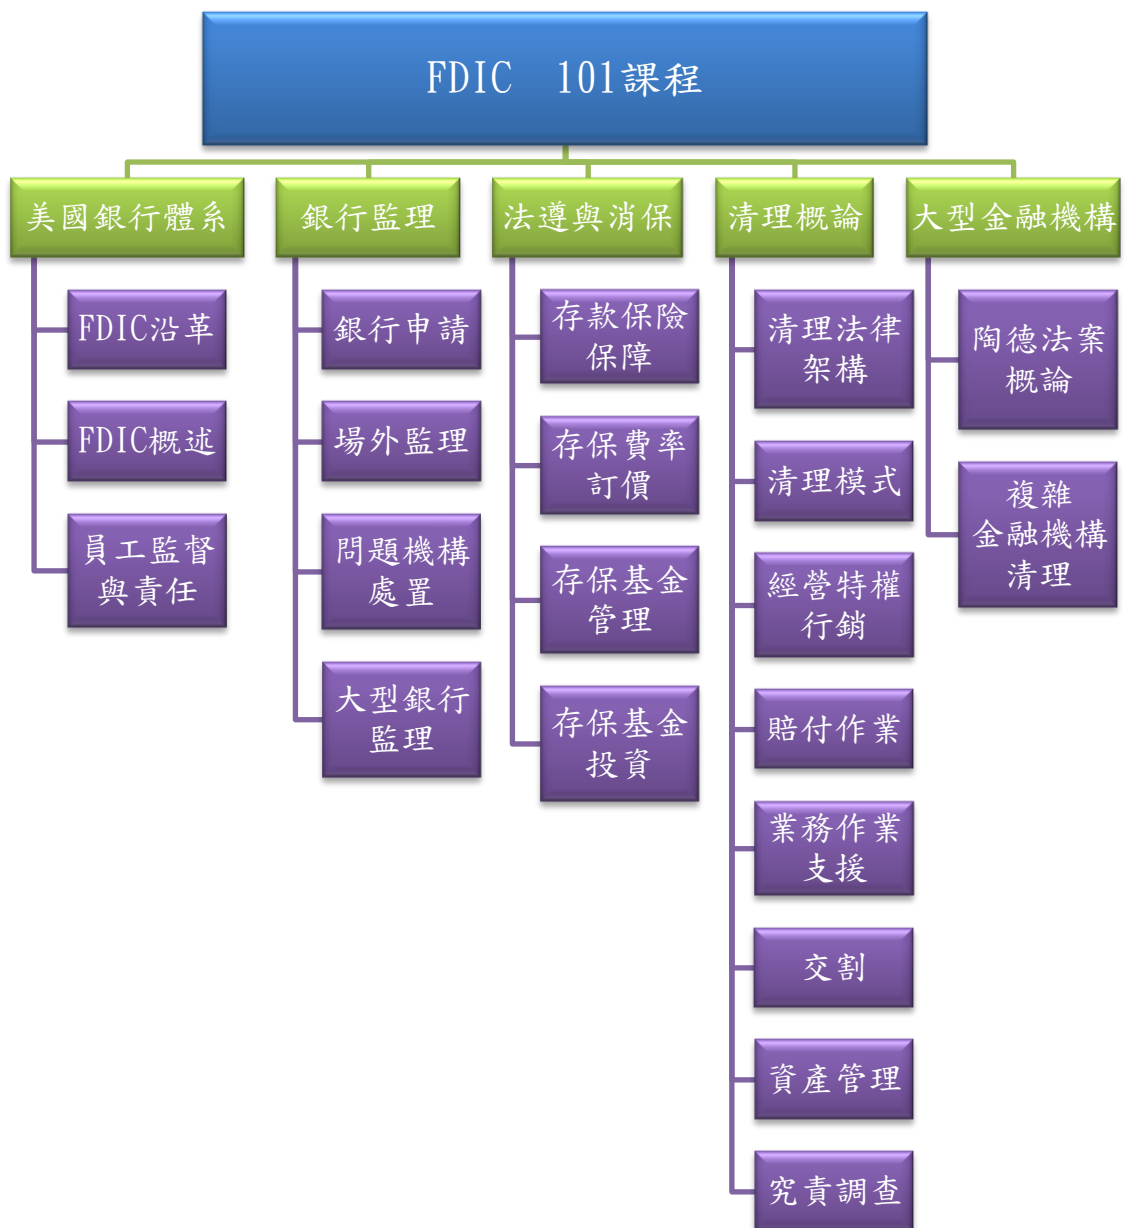 FDIC 101課程
美國銀行體系
FDIC沿革
FDIC概述
員工監督
與責任
銀行監理
銀行申請
場外監理
問題機構
處置
大型銀行
監理
法遵與消保
存款保險
保障
存保費率
訂價
存保基金
管理
存保基金
投資
清理概論
清理法律
架構
清理模式
經營特權
行銷
賠付作業
業務作業
支援
交割
資產管理
究責調查
大型金融機構
陶德法案
概論
複雜
金融機構
清理